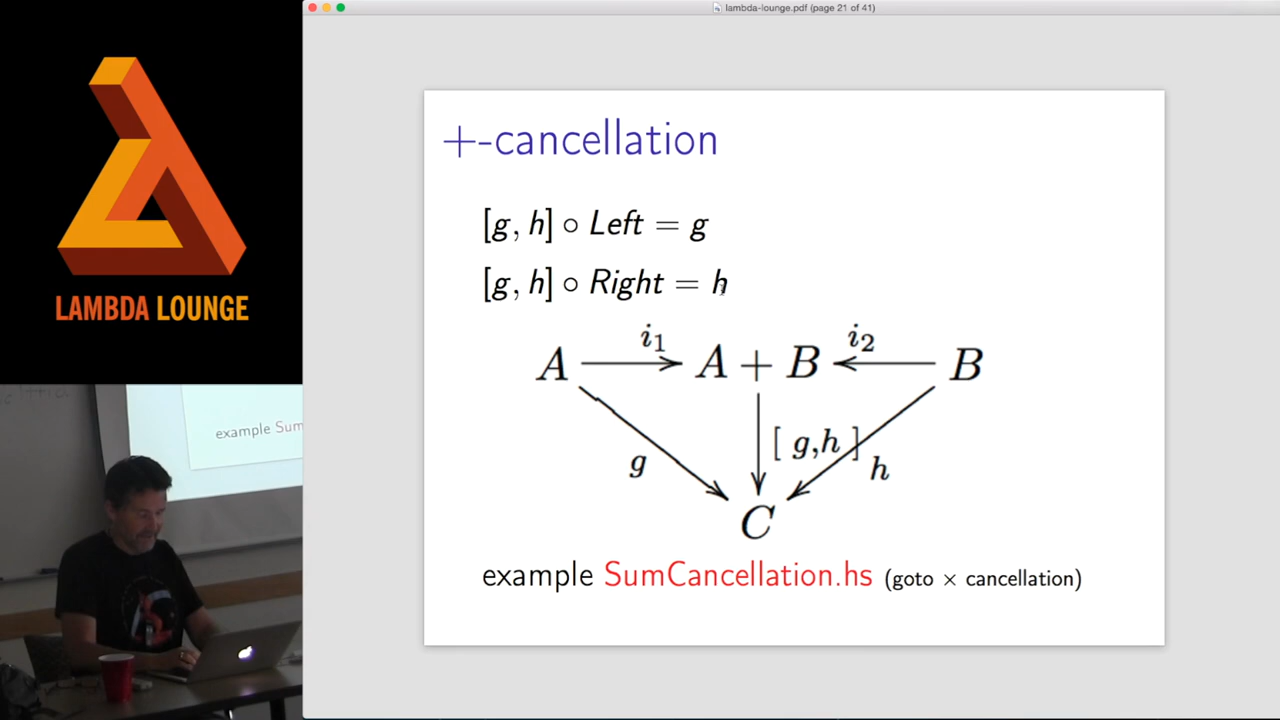 lambda-lounge.pdf (page 21 of 41)
LAMBDA LOUNGE
+-cancellation
[g, h] ∘ Left = g
[g, h] ∘ Right = h
i₁ i₂
A A + B B
[ g,h ]
g h
C
example SumCancellation.hs (goto × cancellation)
example Sum